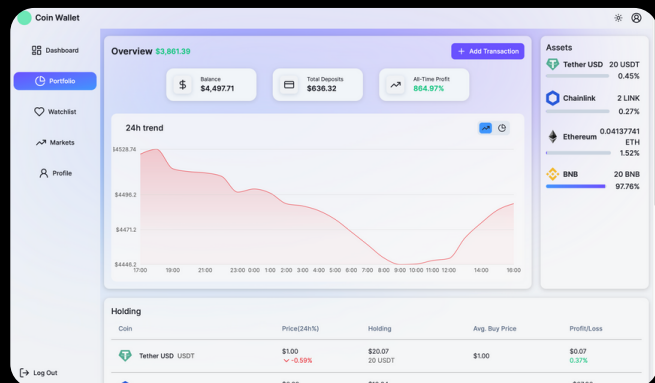 Coin Wallet
Dashboard
Portfolio
Watchlist
Markets
Profile
Log Out
Overview $3,861.39
+ Add Transaction
Balance
$4,497.71
Total Deposits
$636.32
All-Time Profit
864.97%
24h trend
$4528.74
$4496.2
$4471.2
$4446.2
17:00 19:00 21:00 23:00 0:00 1:00 2:00 3:00 4:00 5:00 6:00 7:00 8:00 9:00 10:00 11:00 12:00 14:00 16:00
Assets
Tether USD 20 USDT
0.45%
Chainlink 2 LINK
0.27%
Ethereum 0.04137741
ETH
1.52%
BNB 20 BNB
97.76%
Holding
Coin Price(24h%) Holding Avg. Buy Price Profit/Loss
Tether USD USDT
$1.00
-0.59%
$20.07
20 USDT
$1.00
$0.07
0.37%